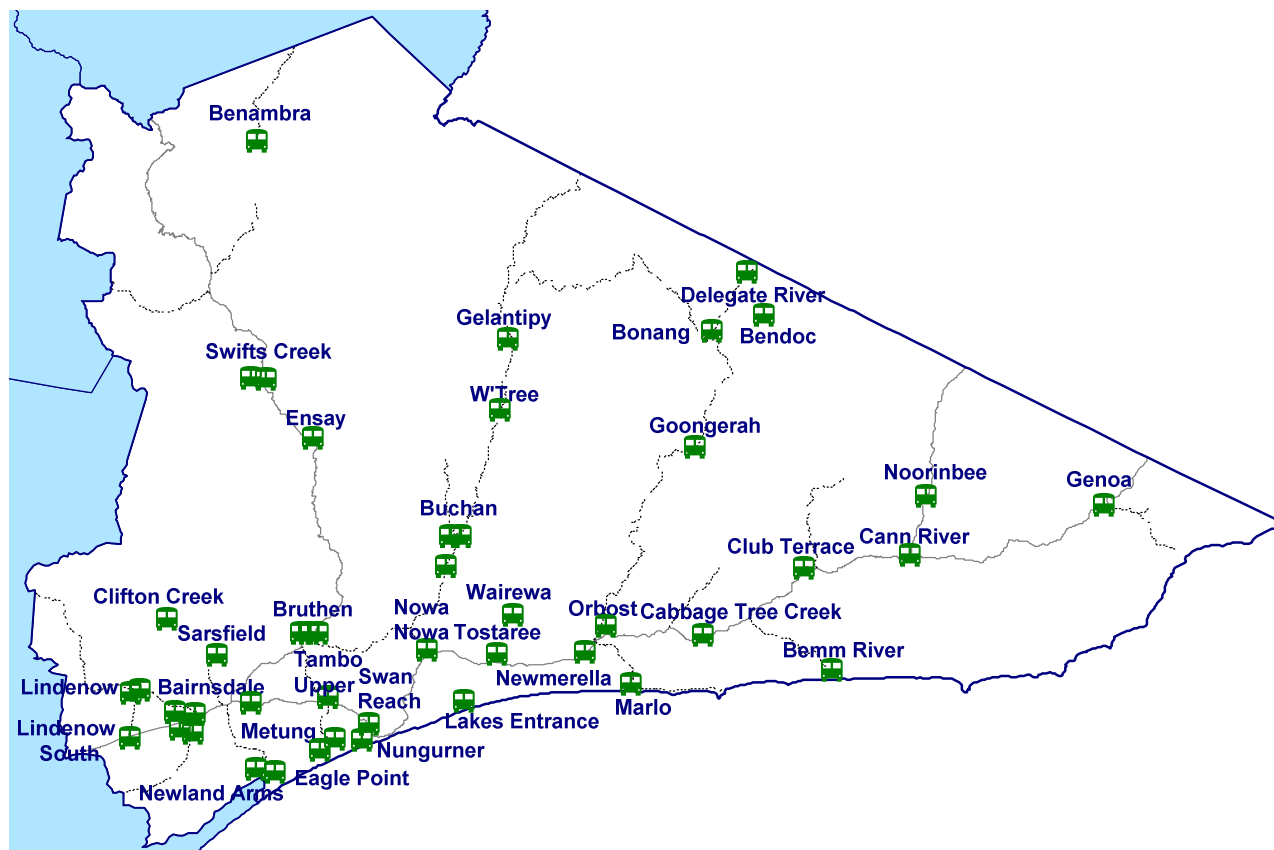 Benambra
Delegate River
Gelantipy
Bonang
Bendoc
Swifts Creek
W'Tree
Ensay
Goongerah
Noorinbee
Genoa
Buchan
Cann River
Club Terrace
Clifton Creek
Wairewa
Bruthen
Nowa
Nowa
Orbost
Cabbage Tree Creek
Sarsfield
Tostaree
Bemm River
Tambo
Upper
Swan
Reach
Newmerella
Lindenow
Bairnsdale
Marlo
Lakes Entrance
Lindenow
South
Metung
Nungurner
Eagle Point
Newland Arms